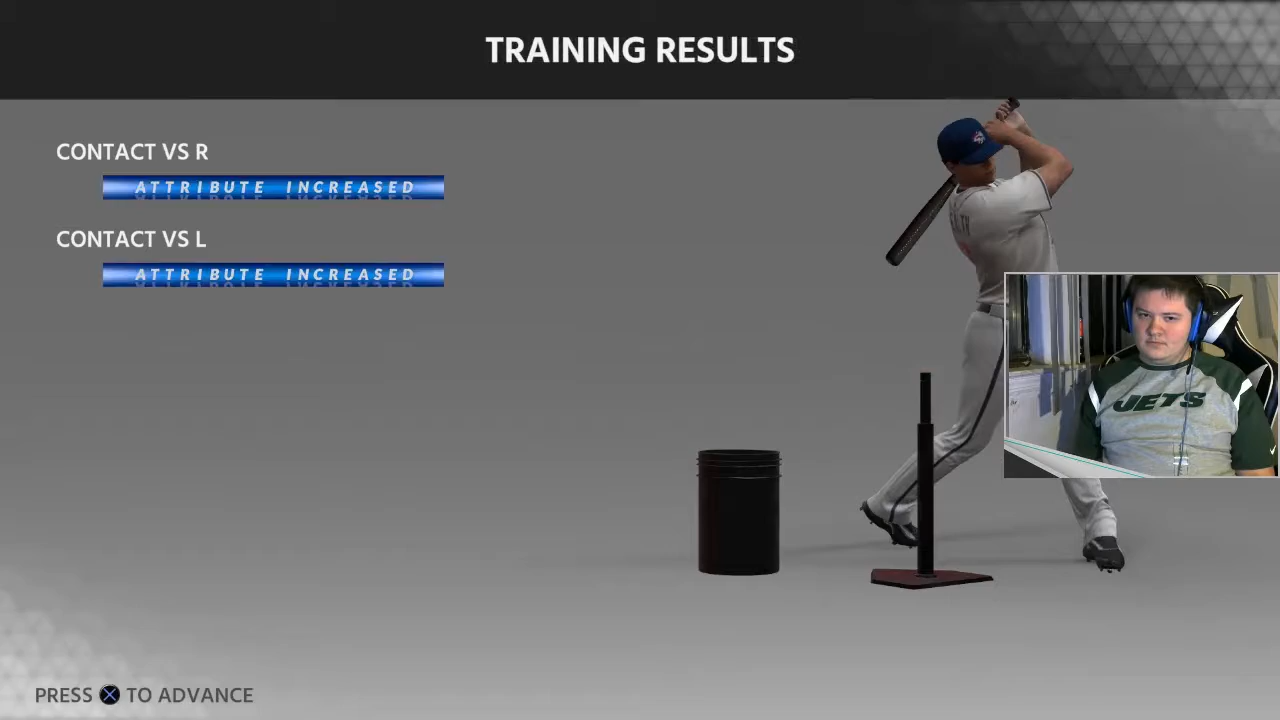 TRAINING RESULTS
CONTACT VS R
ATTRIBUTE INCREASED
CONTACT VS L
ATTRIBUTE INCREASED
JETS
PRESS TO ADVANCE